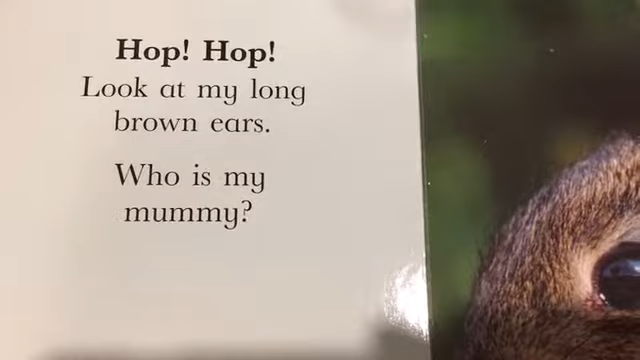 Hop! Hop!
Look at my long
brown ears.
Who is my
mummy?